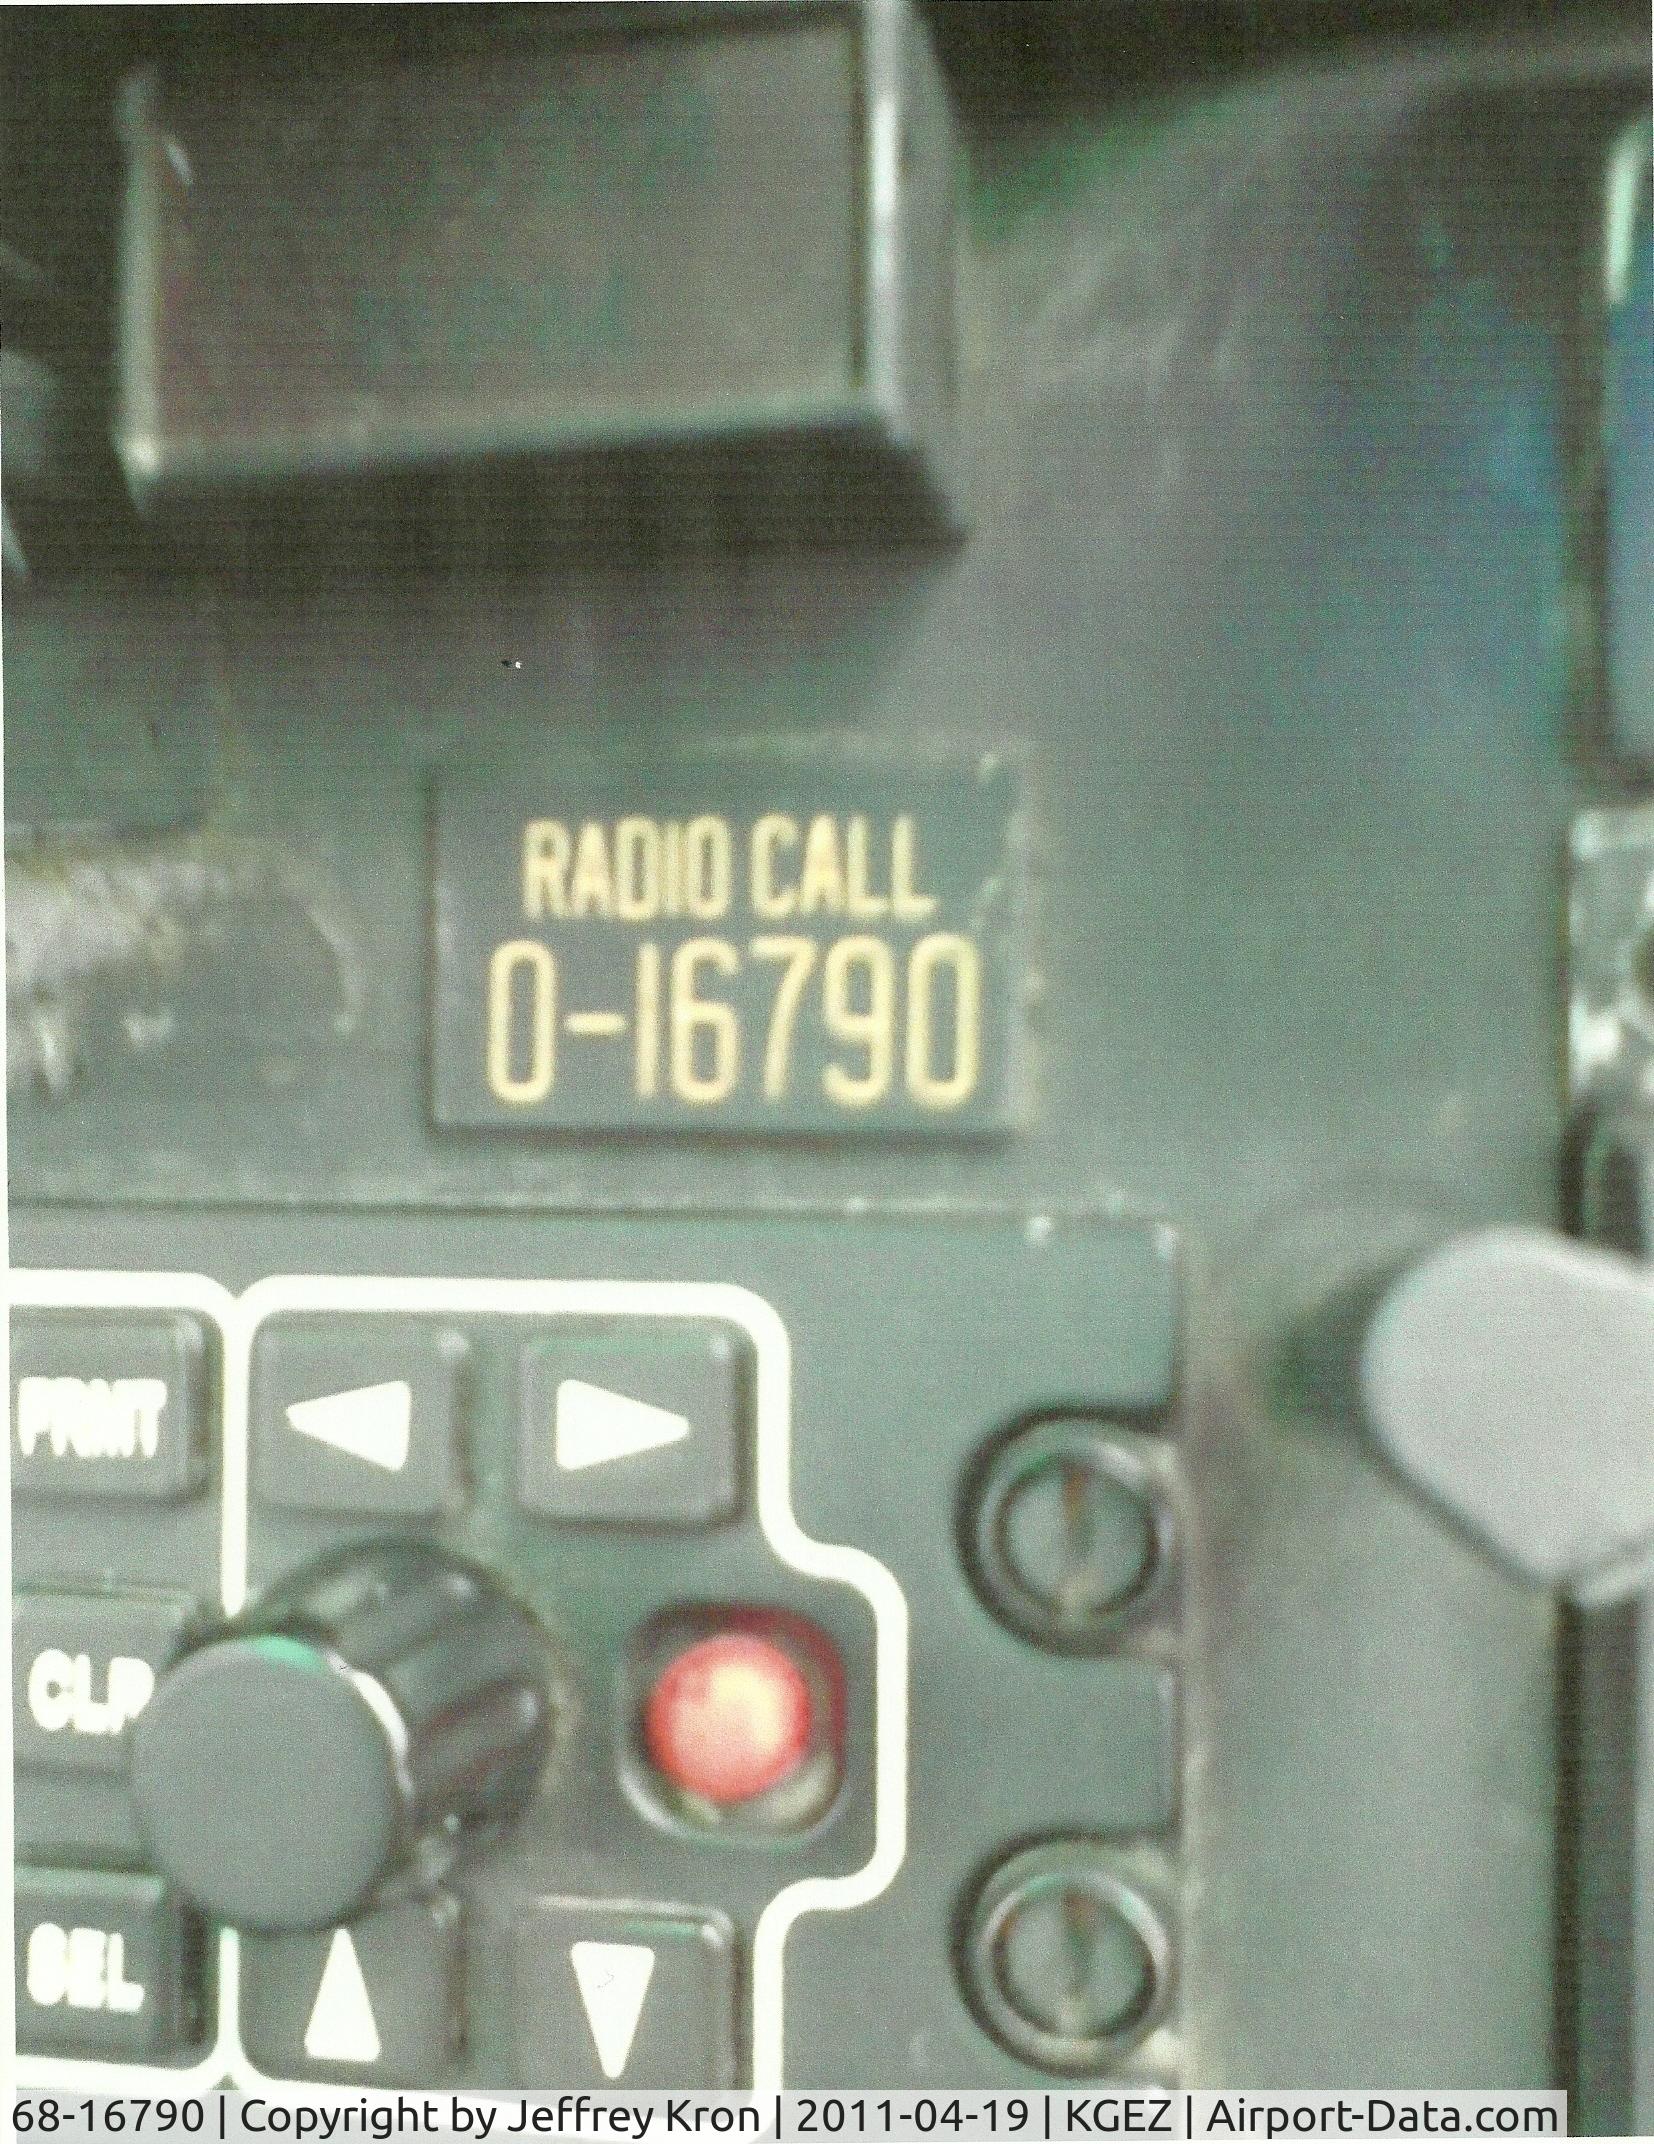 RADIO CALL
0-16790
PRMT
CLR
SEL
68-16790 | Copyright by Jeffrey Kron | 2011-04-19 | KGEZ | Airport-Data.com